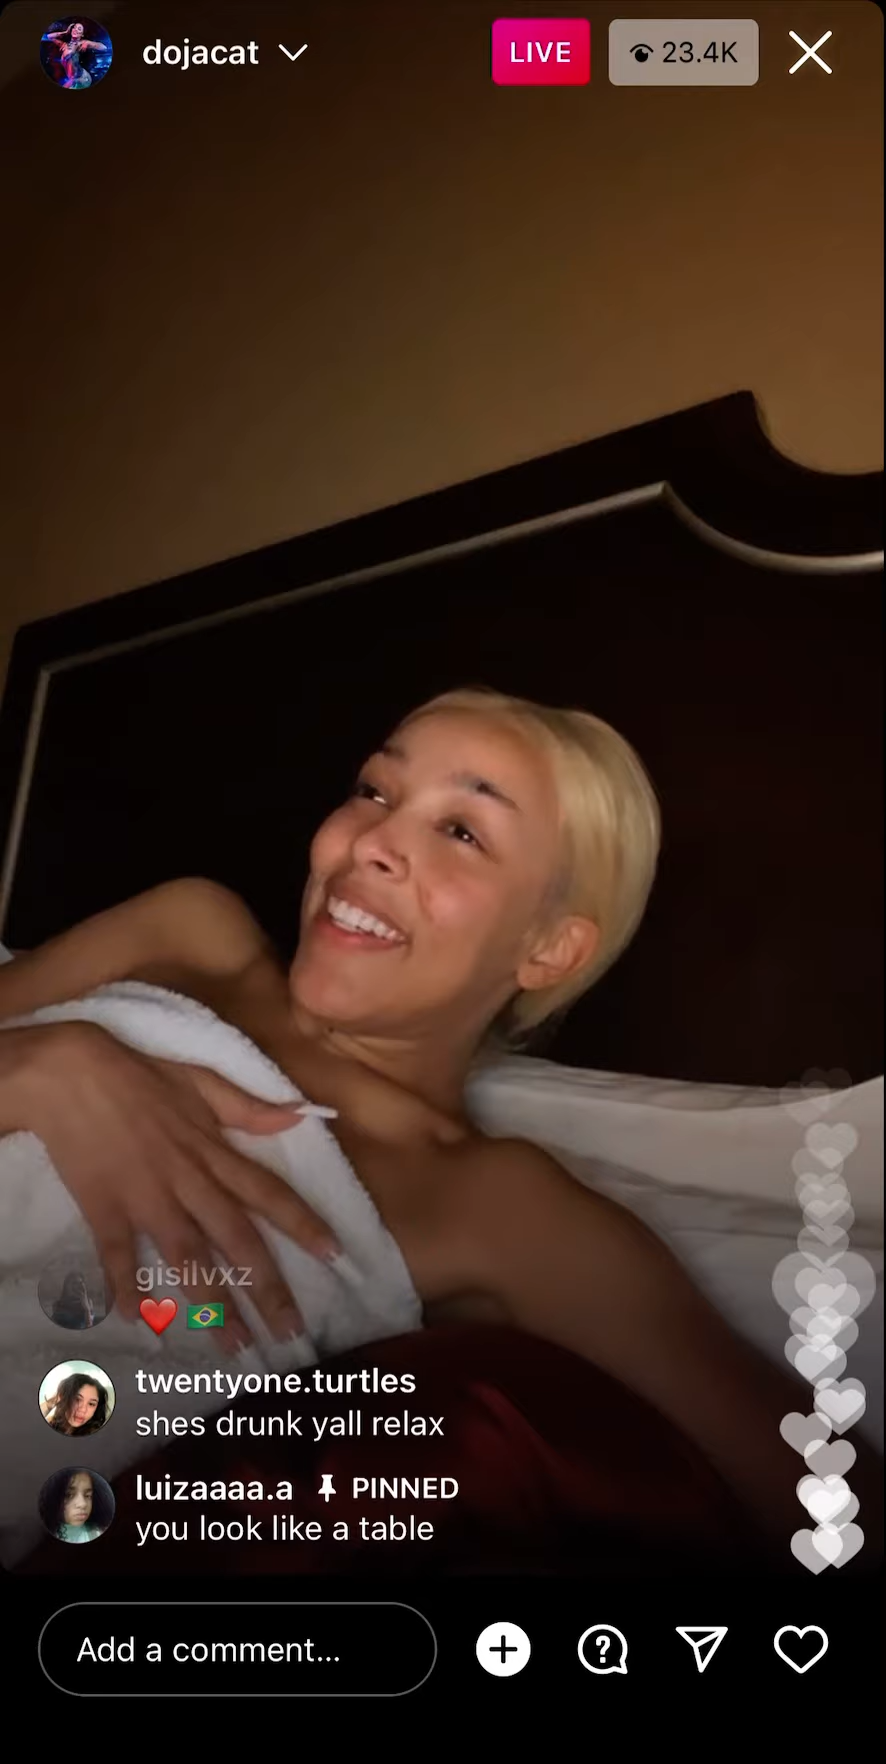 dojacat
LIVE
23.4K
gisilvxz
❤️🇧🇷
twentyone.turtles
shes drunk yall relax
luizaaaa.a PINNED
you look like a table
Add a comment...